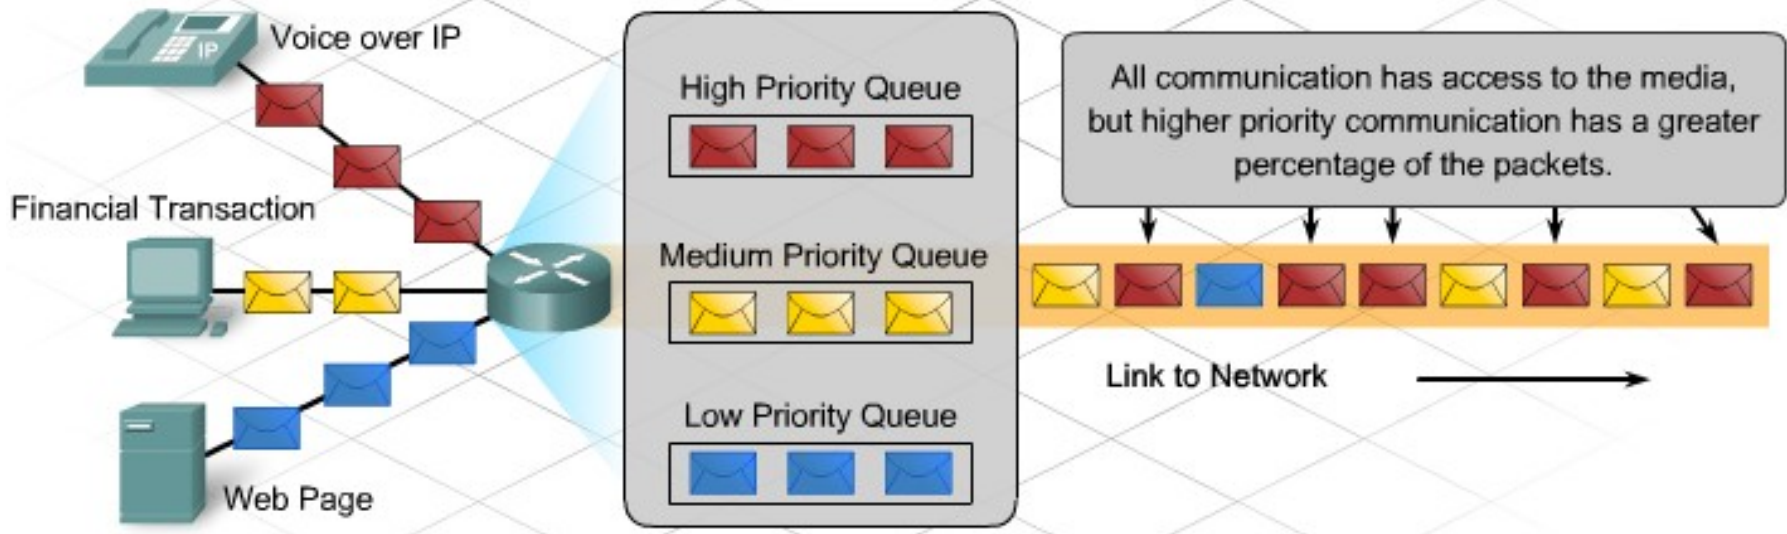 Voice over IP
IP
Financial Transaction
Web Page
High Priority Queue
Medium Priority Queue
Low Priority Queue
All communication has access to the media,
but higher priority communication has a greater
percentage of the packets.
Link to Network